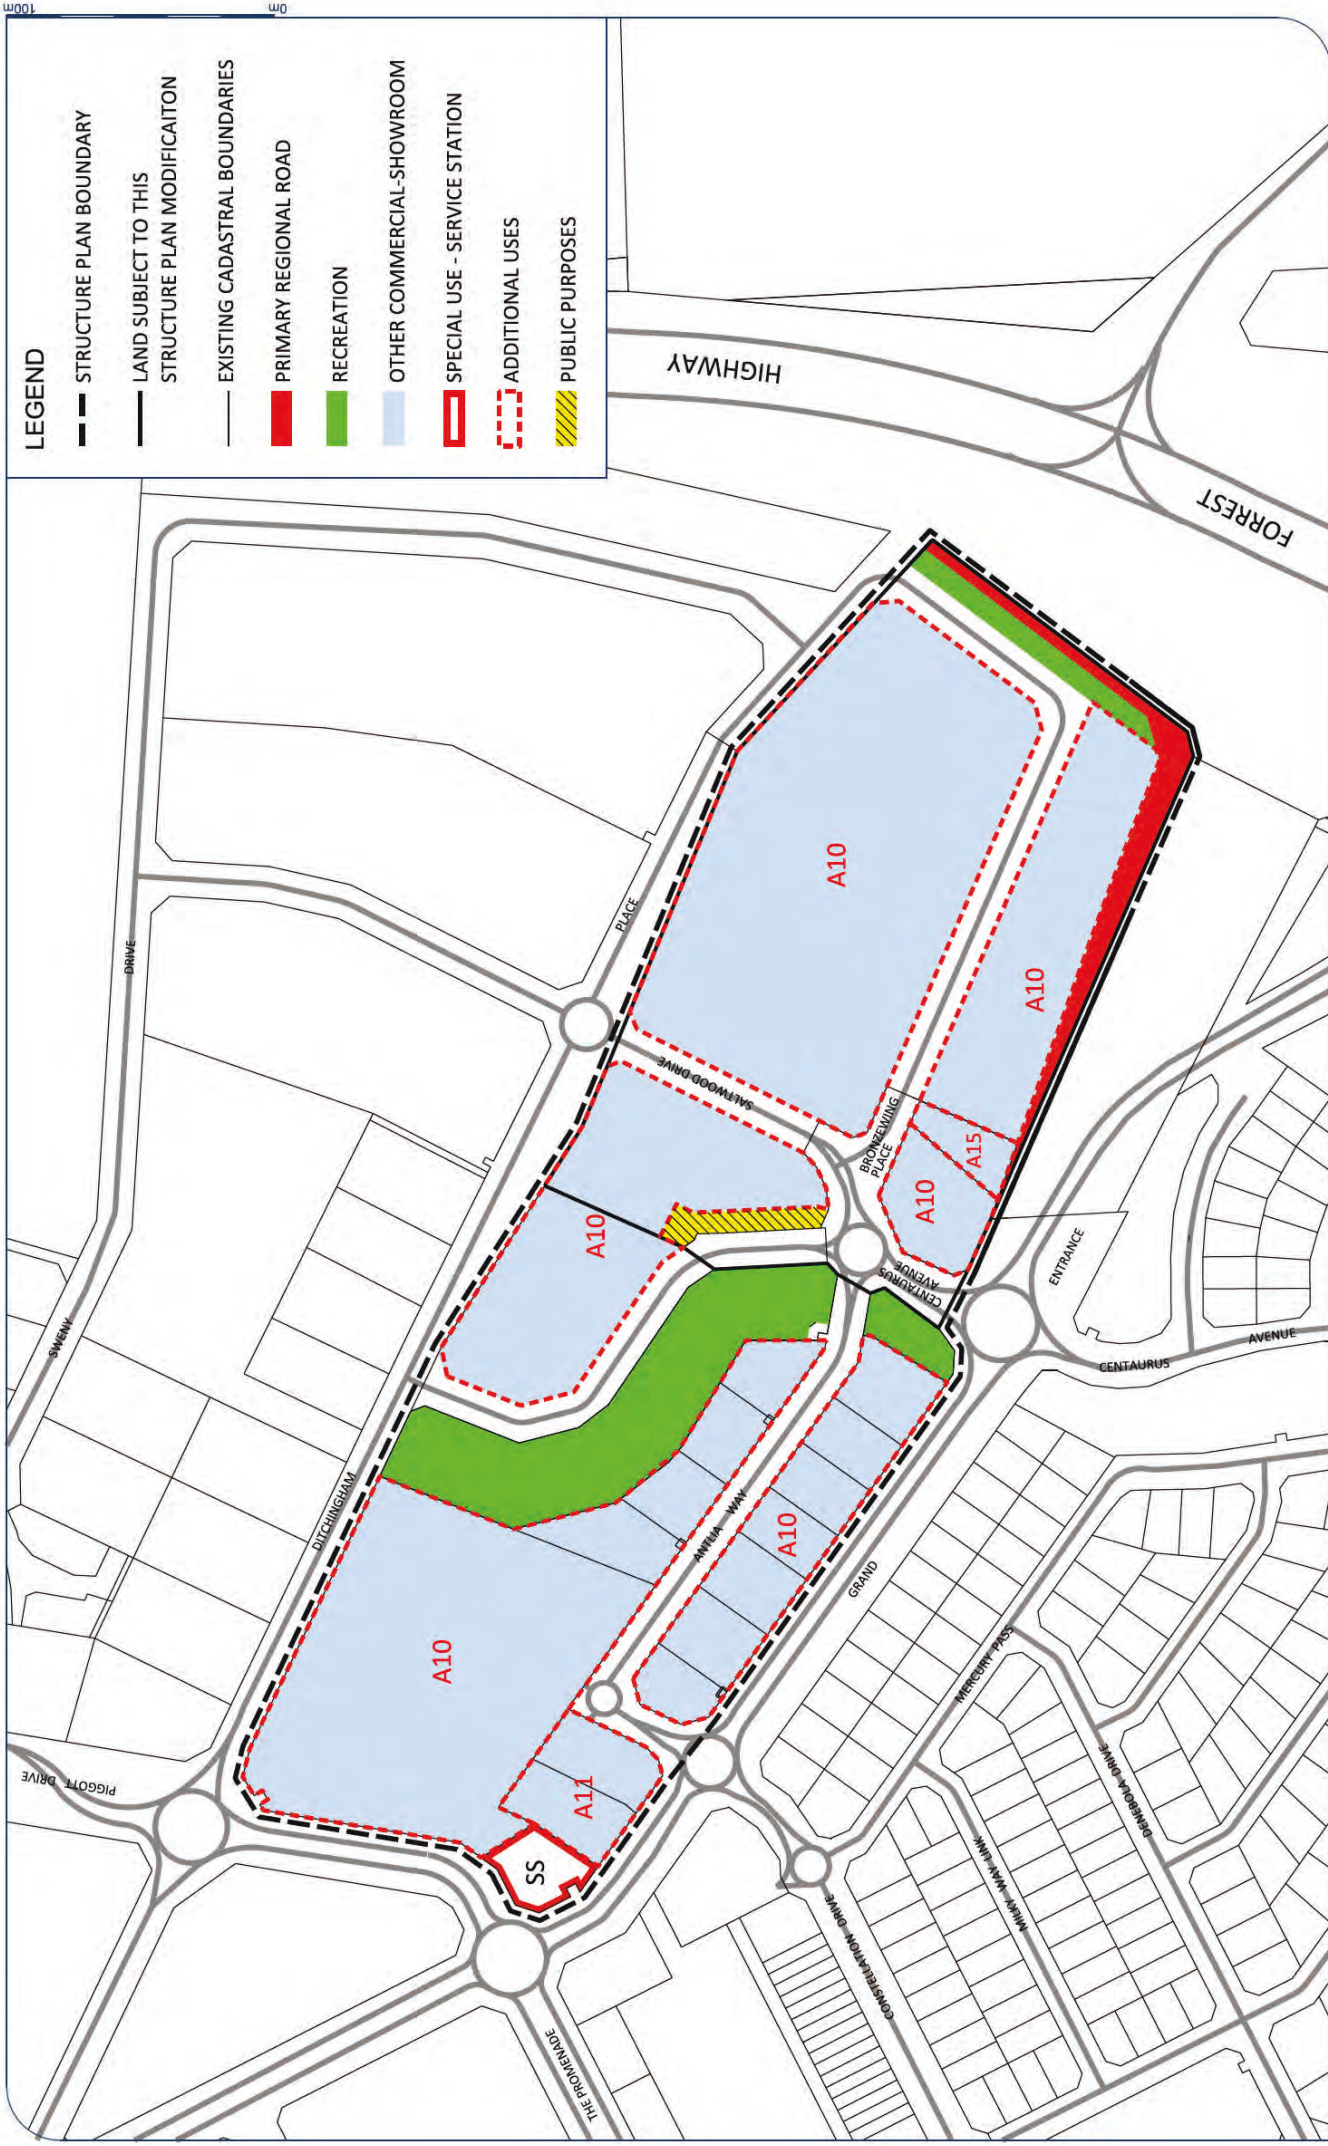 100m
0m
LEGEND
STRUCTURE PLAN BOUNDARY
LAND SUBJECT TO THIS
STRUCTURE PLAN MODIFICAITON
EXISTING CADASTRAL BOUNDARIES
PRIMARY REGIONAL ROAD
RECREATION
OTHER COMMERCIAL-SHOWROOM
SPECIAL USE - SERVICE STATION
ADDITIONAL USES
PUBLIC PURPOSES
HIGHWAY
FORREST
DRIVE
PLACE
SALTWOOD DRIVE
BRONZEWING
PLACE
A10
A10
A15
A10
A10
CENTAURUS
AVENUE
ENTRANCE
CENTAURUS
AVENUE
SWENY
DITCHINGHAM
ANTLIA WAY
A10
A10
GRAND
MERCURY PASS
PIGGOTT DRIVE
A11
SS
DENEBOLA DRIVE
MILKY WAY LINK
CONSTELLATION DRIVE
THE PROMENADE